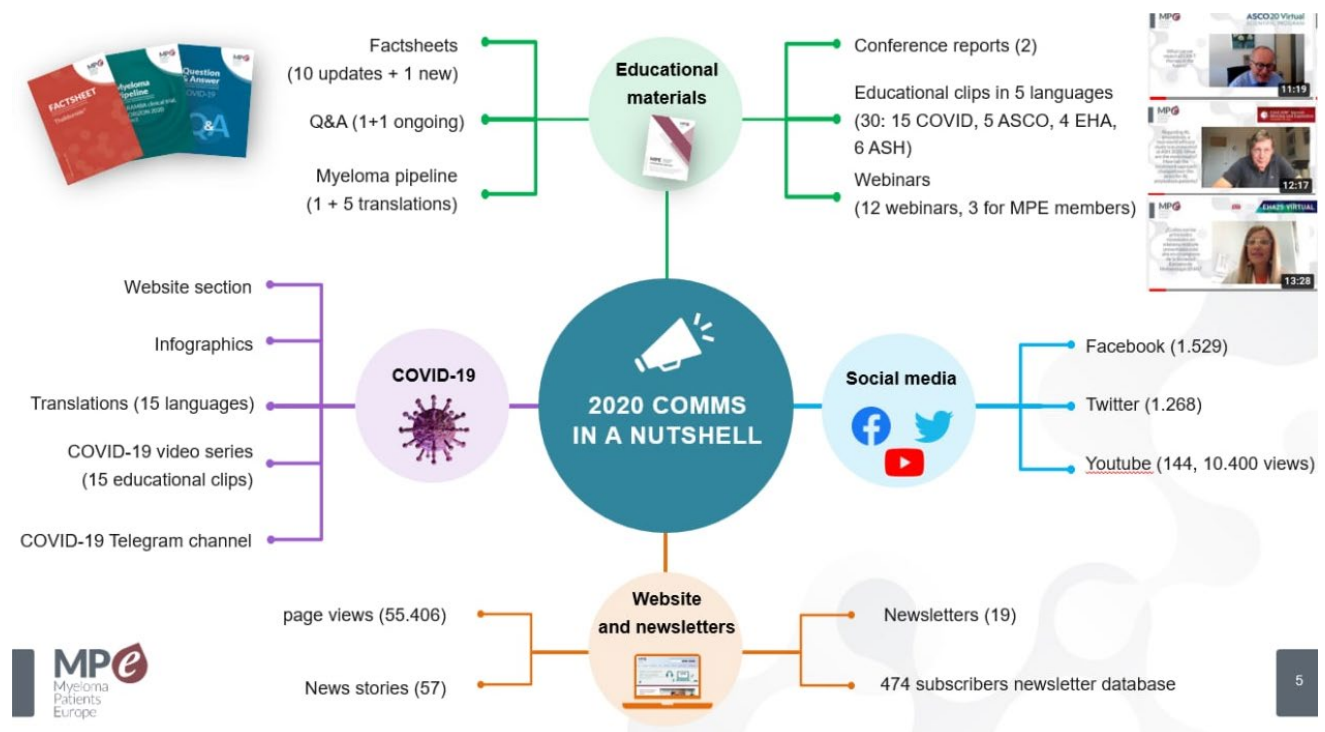 Factsheets
(10 updates + 1 new)
Q&A (1+1 ongoing)
Myeloma pipeline
(1 + 5 translations)
Educational
materials
Conference reports (2)
Educational clips in 5 languages
(30: 15 COVID, 5 ASCO, 4 EHA,
6 ASH)
Webinars
(12 webinars, 3 for MPE members)
FACTSHEET
Myeloma
Pipeline
Question
& Answer
Q&A
MPe
ASCO20 Virtual
11:19
MPe
12:17
MPe
EHA25 VIRTUAL
13:28
Website section
Infographics
Translations (15 languages)
COVID-19 video series
(15 educational clips)
COVID-19 Telegram channel
COVID-19
2020 COMMS
IN A NUTSHELL
Social media
Facebook (1.529)
Twitter (1.268)
Youtube (144, 10.400 views)
page views (55.406)
News stories (57)
Website
and newsletters
Newsletters (19)
474 subscribers newsletter database
MPe
Myeloma
Patients
Europe
5